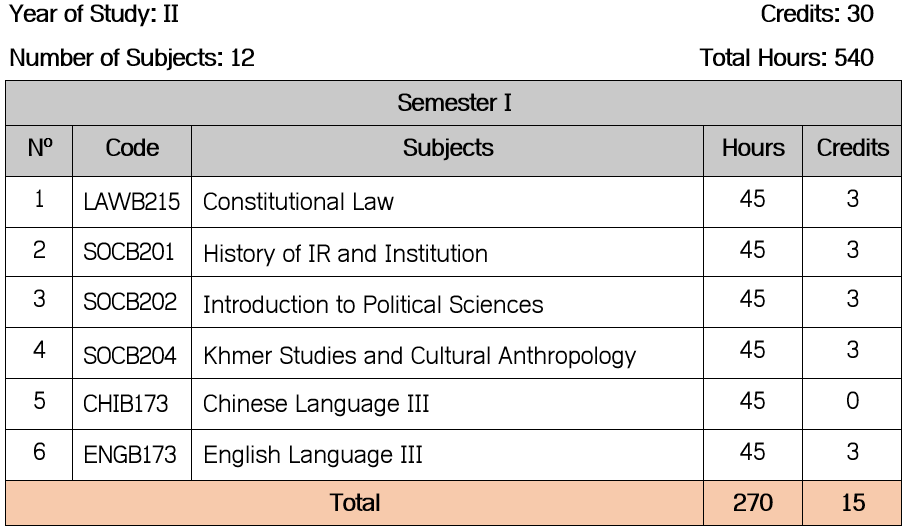 Year of Study: II Credits: 30
Number of Subjects: 12 Total Hours: 540
Semester I
Nº Code Subjects Hours Credits
1 LAWB215 Constitutional Law 45 3
2 SOCB201 History of IR and Institution 45 3
3 SOCB202 Introduction to Political Sciences 45 3
4 SOCB204 Khmer Studies and Cultural Anthropology 45 3
5 CHIB173 Chinese Language III 45 0
6 ENGB173 English Language III 45 3
Total 270 15